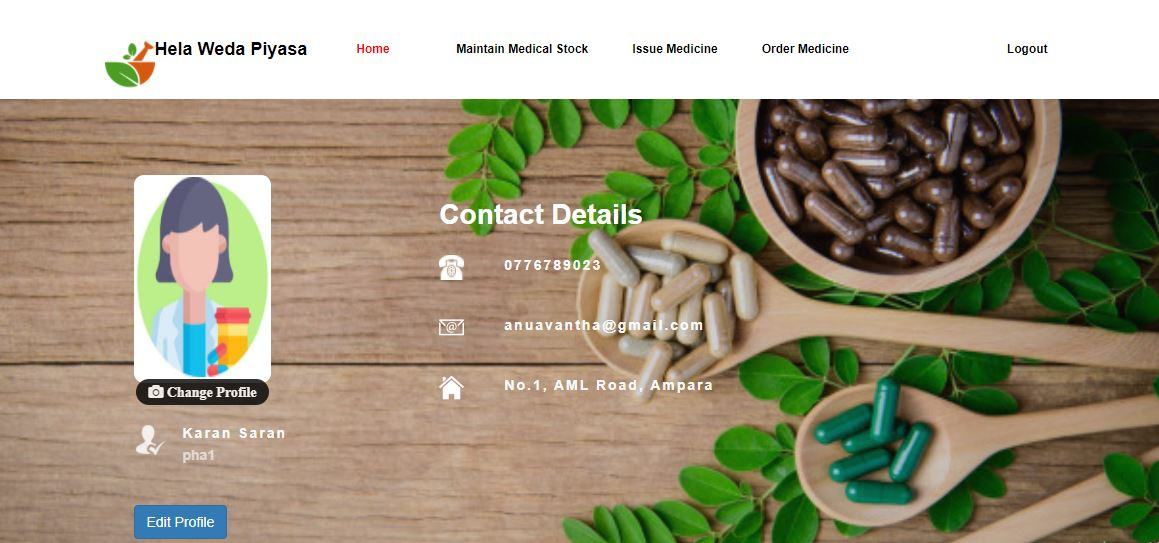 Hela Weda Piyasa
Home
Maintain Medical Stock
Issue Medicine
Order Medicine
Logout
Contact Details
0776789023
anuavantha@gmail.com
No.1, AML Road, Ampara
Change Profile
Karan Saran
pha1
Edit Profile